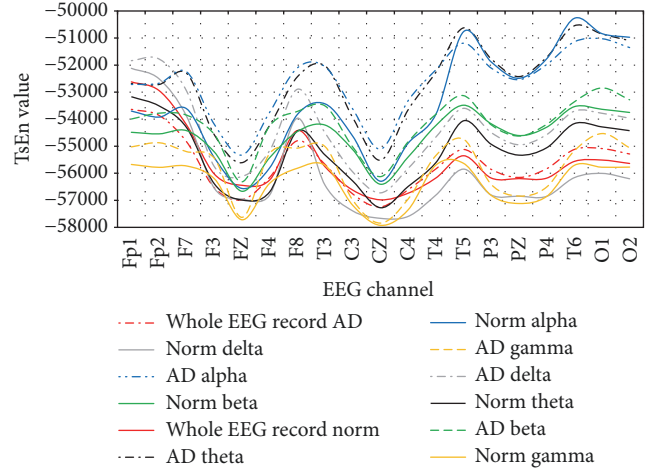 −50000
−51000
−52000
−53000
−54000
−55000
−56000
−57000
−58000
TsEn value
Fp1 Fp2 F7 F3 FZ F4 F8 T3 C3 CZ C4 T4 T5 P3 PZ P4 T6 O1 O2
EEG channel
Whole EEG record AD
Norm delta
AD alpha
Norm beta
Whole EEG record norm
AD theta
Norm alpha
AD gamma
AD delta
Norm theta
AD beta
Norm gamma